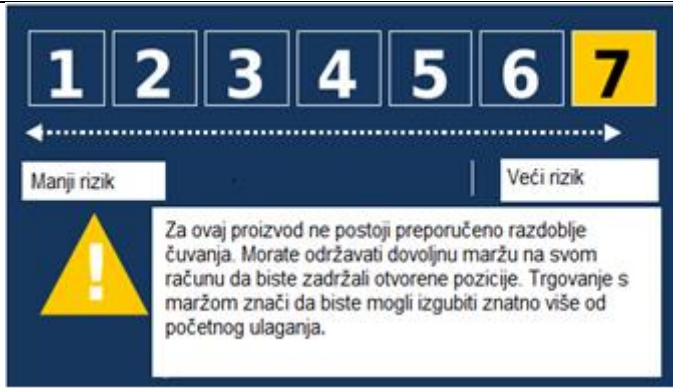 1 2 3 4 5 6 7
Manji rizik
Veći rizik
!
Za ovaj proizvod ne postoji preporučeno razdoblje
čuvanja. Morate održavati dovoljnu maržu na svom
računu da biste zadržali otvorene pozicije. Trgovanje s
maržom znači da biste mogli izgubiti znatno više od
početnog ulaganja.